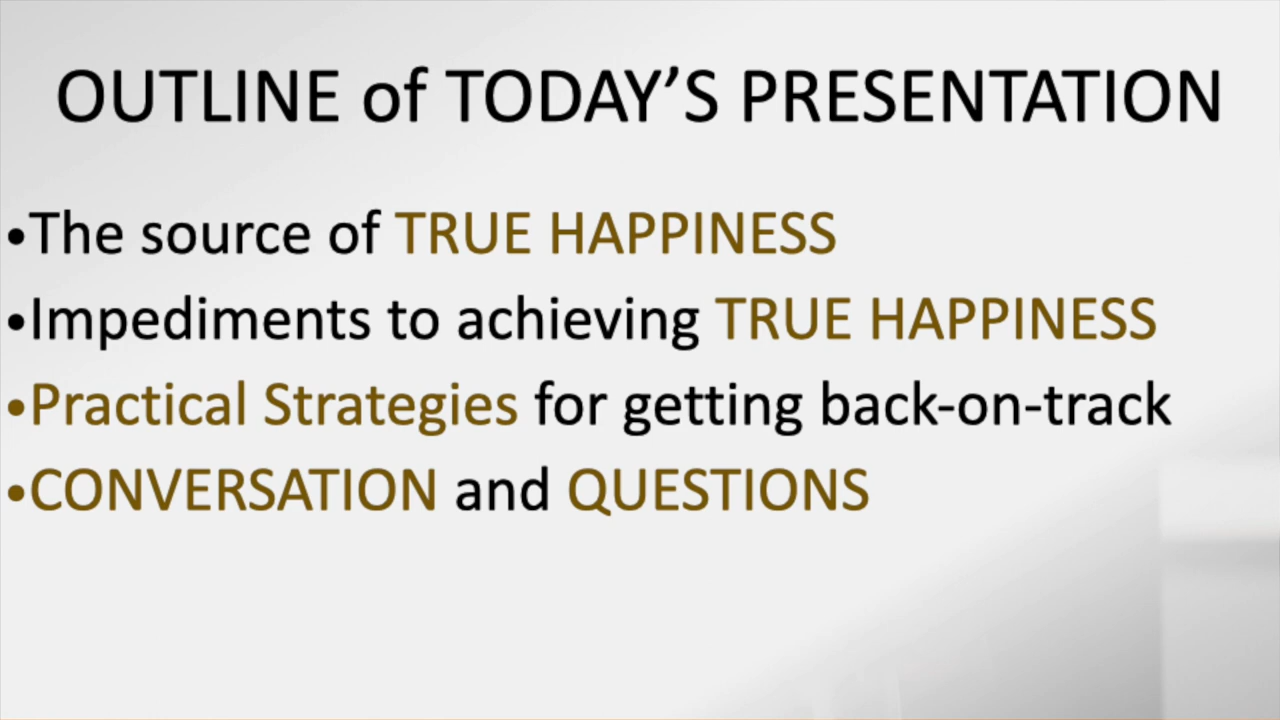 OUTLINE of TODAY’S PRESENTATION
•The source of TRUE HAPPINESS
•Impediments to achieving TRUE HAPPINESS
•Practical Strategies for getting back-on-track
•CONVERSATION and QUESTIONS